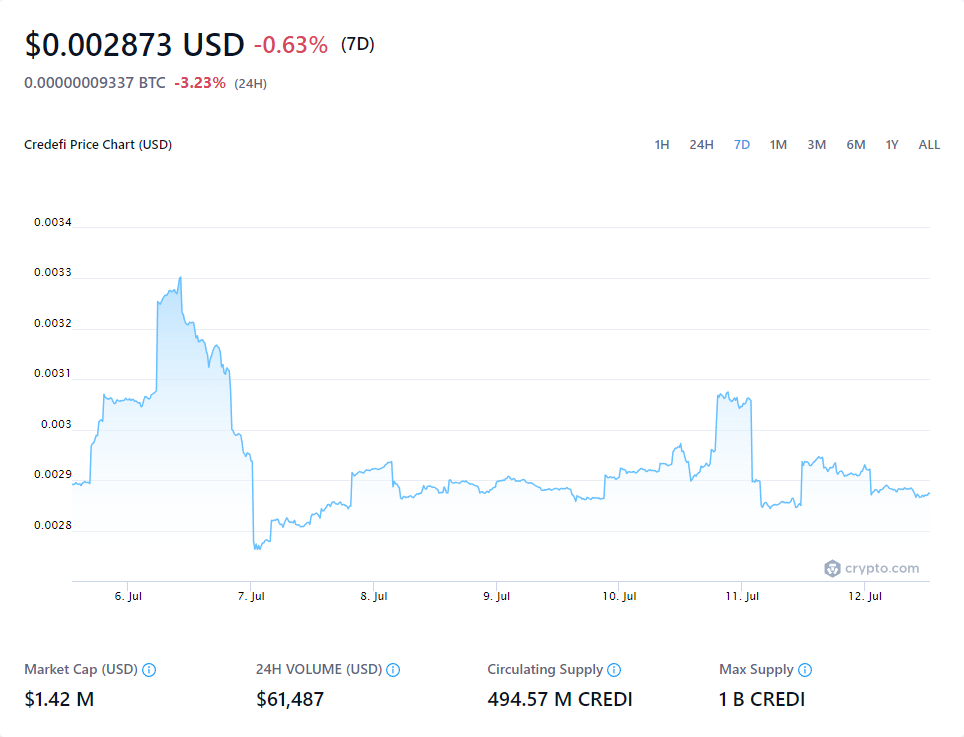 $0.002873 USD -0.63% (7D)
0.00000009337 BTC -3.23% (24H)
Credefi Price Chart (USD) 1H 24H 7D 1M 3M 6M 1Y ALL
0.0034
0.0033
0.0032
0.0031
0.003
0.0029
0.0028
crypto.com
6. Jul 7. Jul 8. Jul 9. Jul 10. Jul 11. Jul 12. Jul
Market Cap (USD) 24H VOLUME (USD) Circulating Supply Max Supply
$1.42 M $61,487 494.57 M CREDI 1 B CREDI